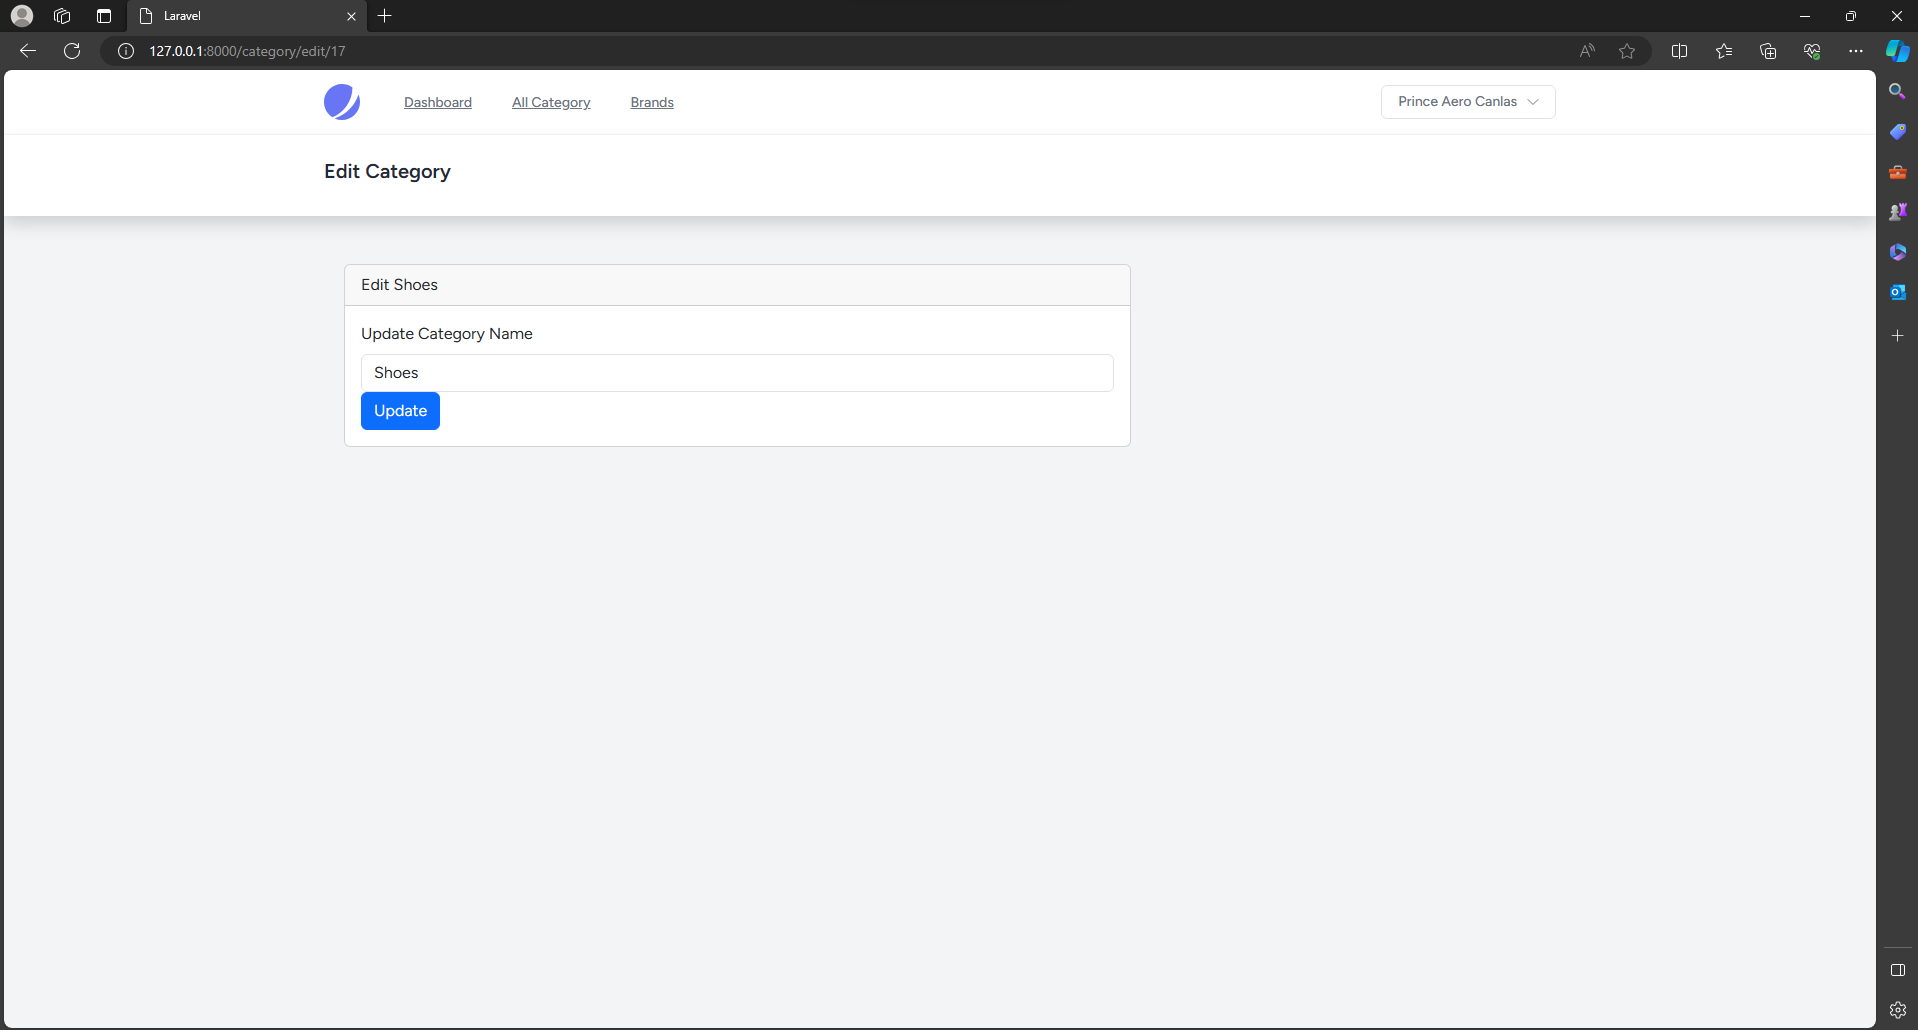 Laravel
127.0.0.1:8000/category/edit/17
Dashboard All Category Brands Prince Aero Canlas
Edit Category
Edit Shoes
Update Category Name
Shoes
Update